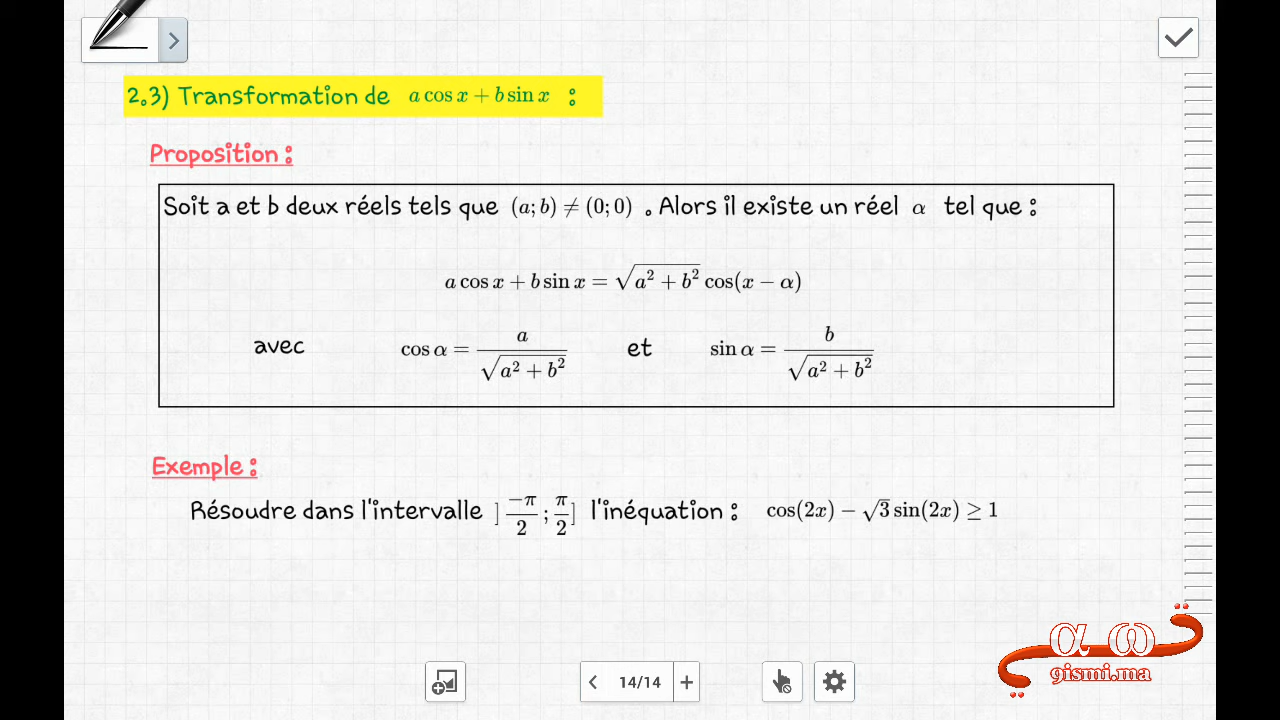 2.3) Transformation de a cos x + b sin x :
Proposition :
Soit a et b deux réels tels que (a; b) ≠ (0; 0) . Alors il existe un réel α tel que :
a cos x + b sin x = √(a² + b²) cos(x − α)
avec cos α = a / √(a² + b²) et sin α = b / √(a² + b²)
Exemple :
Résoudre dans l'intervalle ] −π/2 ; π/2 ] l'inéquation : cos(2x) − √3 sin(2x) ≥ 1
α ω
gismi.ma
14/14